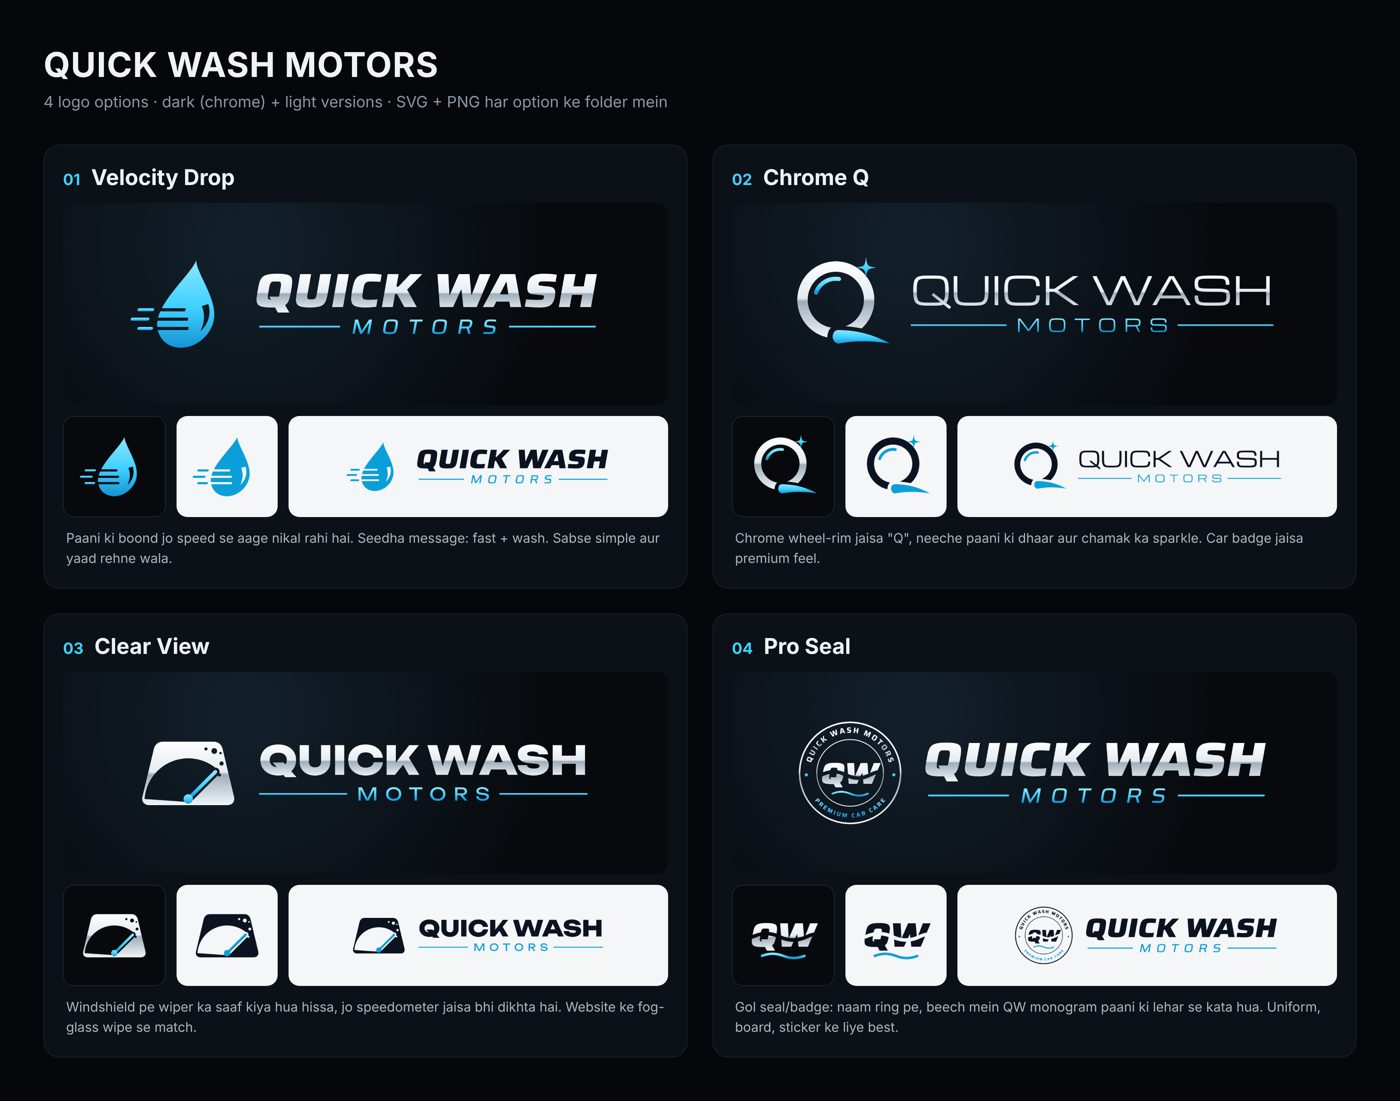 QUICK WASH MOTORS
4 logo options · dark (chrome) + light versions · SVG + PNG har option ke folder mein
01 Velocity Drop
QUICK WASH
MOTORS
QUICK WASH
MOTORS
Paani ki boond jo speed se aage nikal rahi hai. Seedha message: fast + wash. Sabse simple aur
yaad rehne wala.
02 Chrome Q
QUICK WASH
MOTORS
QUICK WASH
MOTORS
Chrome wheel-rim jaisa "Q", neeche paani ki dhaar aur chamak ka sparkle. Car badge jaisa
premium feel.
03 Clear View
QUICK WASH
MOTORS
QUICK WASH
MOTORS
Windshield pe wiper ka saaf kiya hua hissa, jo speedometer jaisa bhi dikhta hai. Website ke fog-
glass wipe se match.
04 Pro Seal
QUICK WASH MOTORS
QW
PREMIUM CAR CARE
QUICK WASH
MOTORS
QW
QW
QUICK WASH MOTORS
QW
PREMIUM CAR CARE
QUICK WASH
MOTORS
Gol seal/badge: naam ring pe, beech mein QW monogram paani ki lehar se kata hua. Uniform,
board, sticker ke liye best.